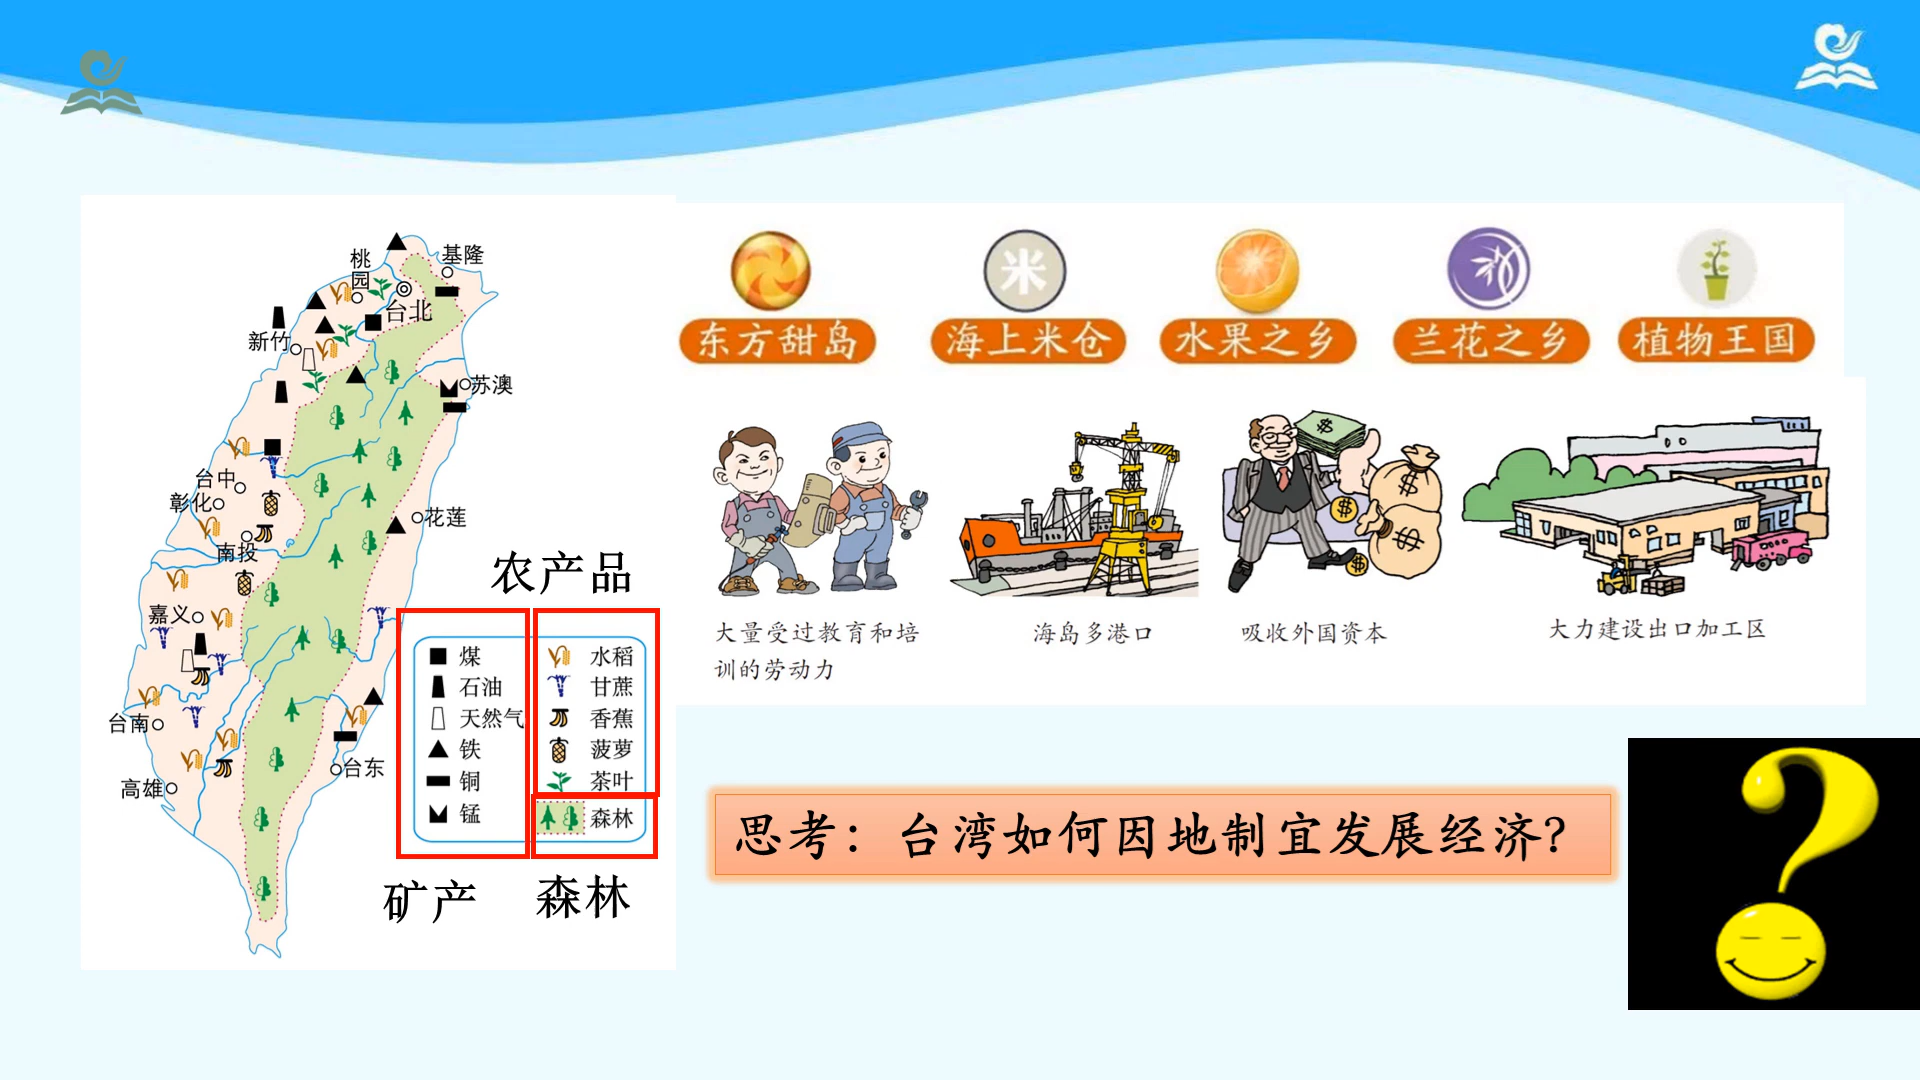 桃园
基隆
台北
新竹
苏澳
台中
彰化
花莲
南投
嘉义
台南
台东
高雄
农产品
煤
石油
天然气
铁
铜
锰
水稻
甘蔗
香蕉
菠萝
茶叶
森林
矿产
森林
米
东方甜岛
海上米仓
水果之乡
兰花之乡
植物王国
大量受过教育和培
训的劳动力
海岛多港口
吸收外国资本
大力建设出口加工区
思考：台湾如何因地制宜发展经济?